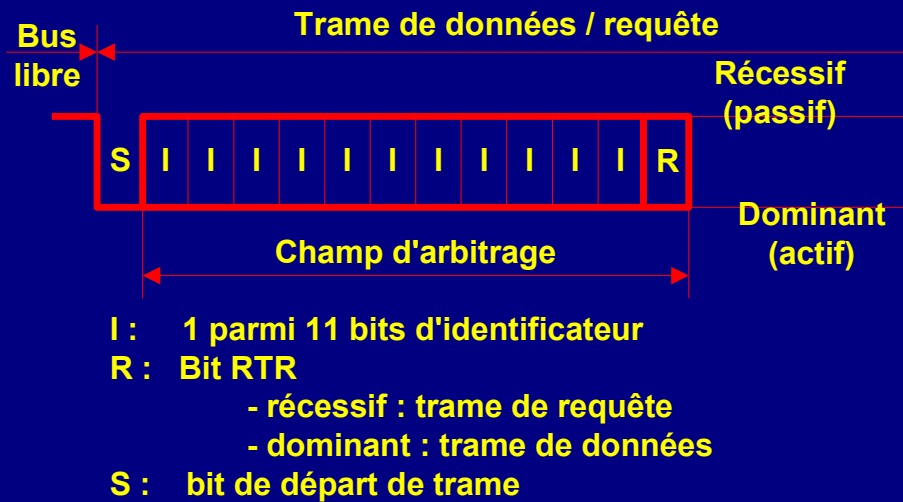 Trame de données / requête
Bus
libre
Récessif
(passif)
S I I I I I I I I I I I R
Dominant
(actif)
Champ d'arbitrage
I : 1 parmi 11 bits d'identificateur
R : Bit RTR
- récessif : trame de requête
- dominant : trame de données
S : bit de départ de trame